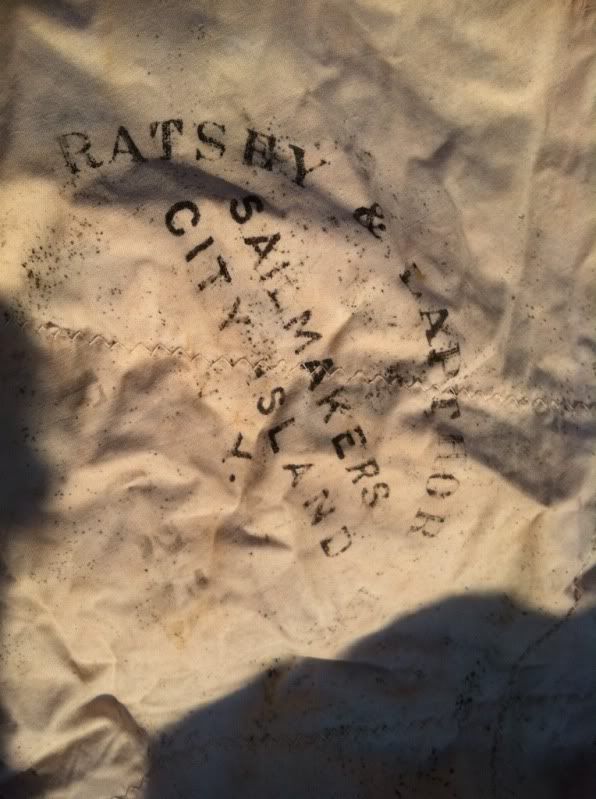 RATSEY & LAPTHOR
SAILMAKERS
CITY ISLAND
Y.